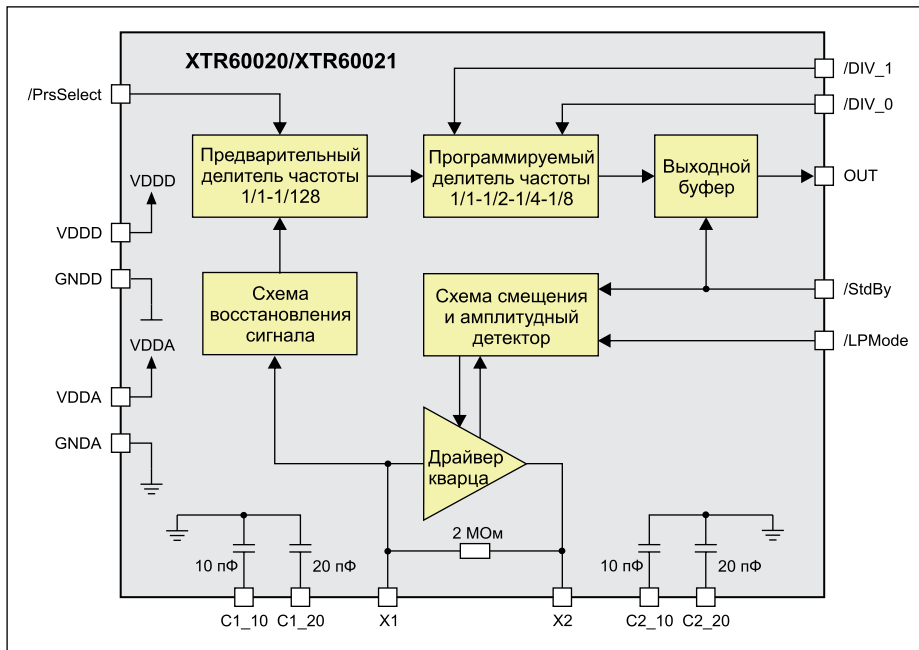 XTR60020/XTR60021
/PrsSelect
/DIV_1
/DIV_0
Предварительный
делитель частоты
1/1-1/128
Программируемый
делитель частоты
1/1-1/2-1/4-1/8
Выходной
буфер
OUT
VDDD
VDDD
GNDD
Схема
восстановления
сигнала
Схема смещения
и амплитудный
детектор
/StdBy
/LPMode
VDDA
VDDA
GNDA
Драйвер
кварца
2 МОм
10 пФ
20 пФ
10 пФ
20 пФ
C1_10
C1_20
X1
X2
C2_10
C2_20